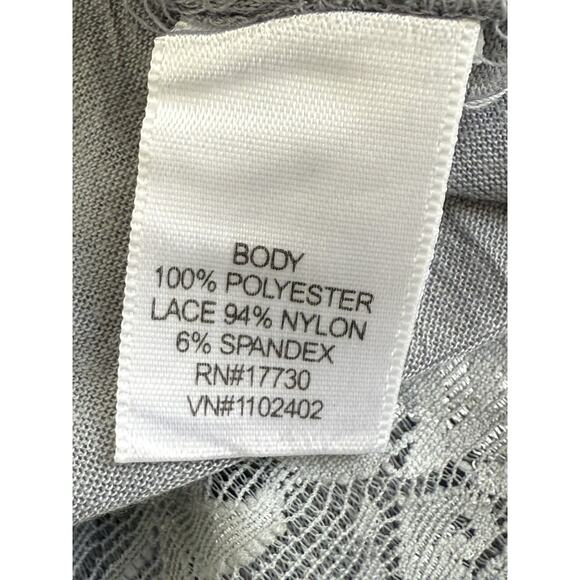 BODY
100% POLYESTER
LACE 94% NYLON
6% SPANDEX
RN#17730
VN#1102402